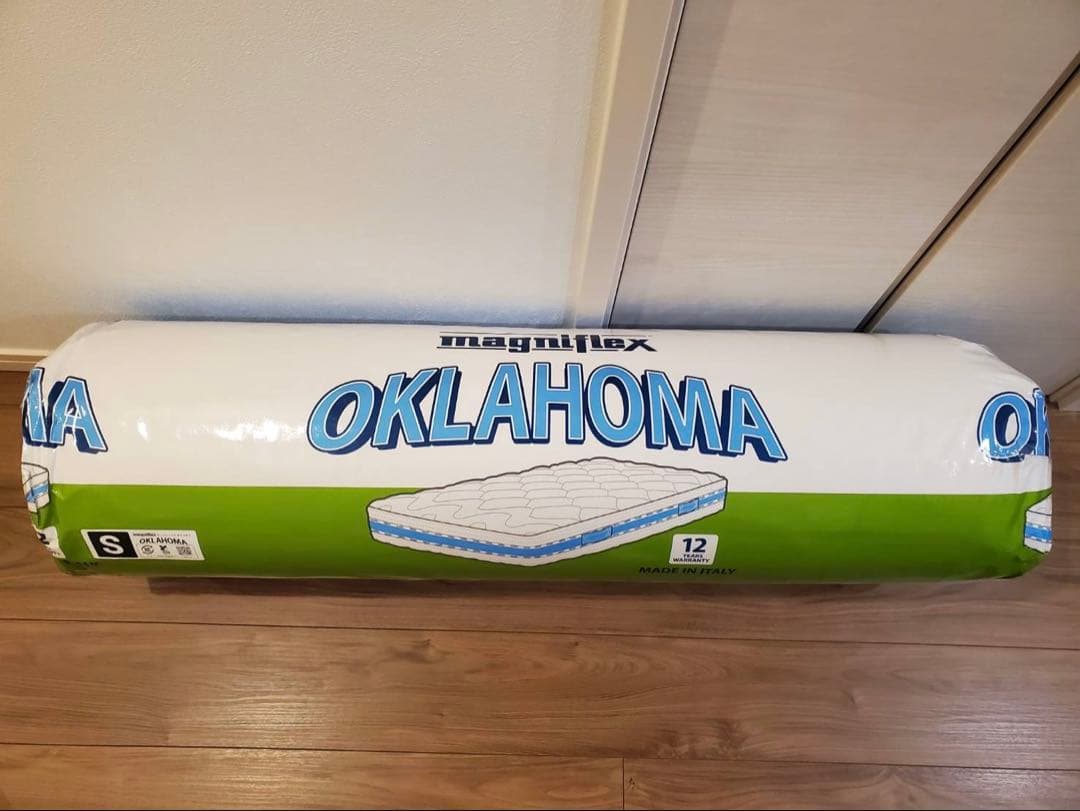 magniflex
OKLAHOMA
S
OKLAHOMA
12
YEARS
WARRANTY
MADE IN ITALY